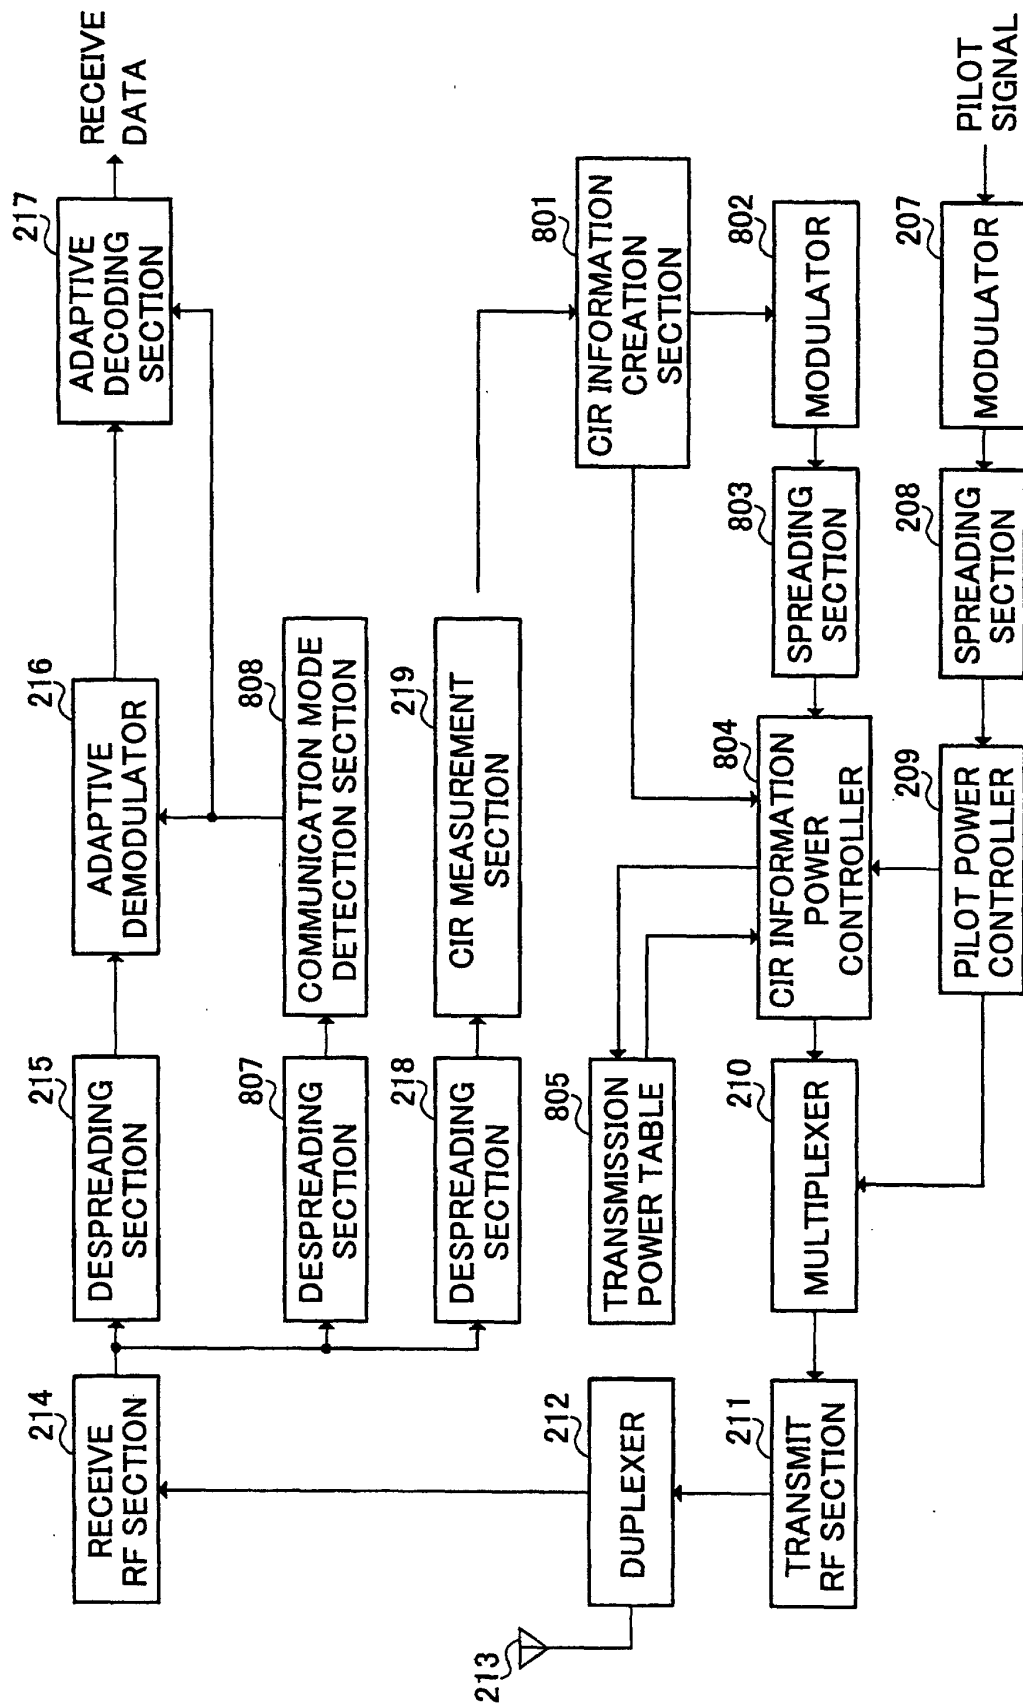 214
RECEIVE
RF SECTION
215
DESPREADING
SECTION
216
ADAPTIVE
DEMODULATOR
217
ADAPTIVE
DECODING
SECTION
RECEIVE
DATA
807
DESPREADING
SECTION
808
COMMUNICATION MODE
DETECTION SECTION
218
DESPREADING
SECTION
219
CIR MEASUREMENT
SECTION
213
212
DUPLEXER
805
TRANSMISSION
POWER TABLE
801
CIR INFORMATION
CREATION
SECTION
211
TRANSMIT
RF SECTION
210
MULTIPLEXER
804
CIR INFORMATION
POWER
CONTROLLER
803
SPREADING
SECTION
802
MODULATOR
209
PILOT POWER
CONTROLLER
208
SPREADING
SECTION
207
MODULATOR
PILOT
SIGNAL